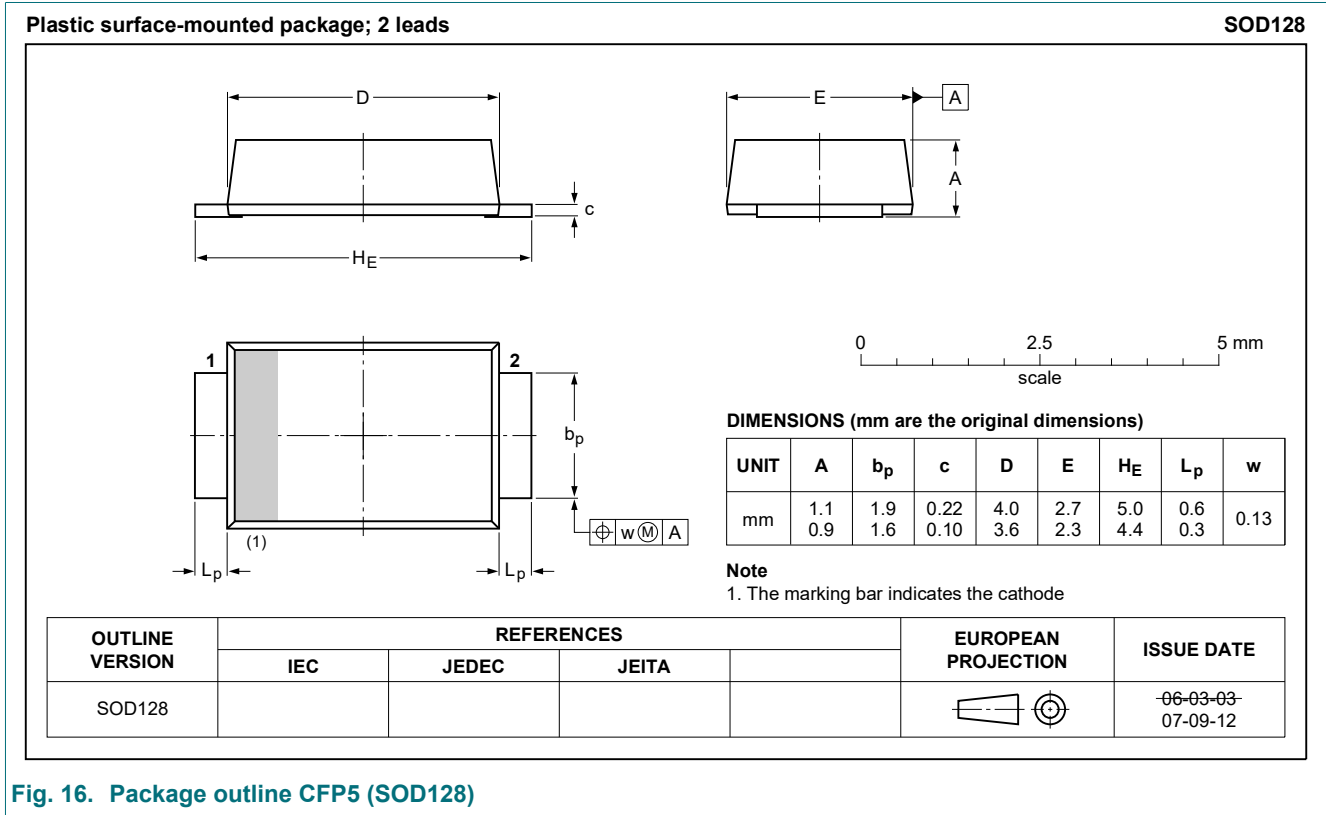 Plastic surface-mounted package; 2 leads SOD128
D
E
A
A
c
HE
0 2.5 5 mm
scale
1 2
bp
w Ⓜ A
(1)
Lp Lp
DIMENSIONS (mm are the original dimensions)
UNIT A bp c D E HE Lp w
mm 1.1 1.9 0.22 4.0 2.7 5.0 0.6 0.13
0.9 1.6 0.10 3.6 2.3 4.4 0.3
Note
1. The marking bar indicates the cathode
OUTLINE VERSION REFERENCES EUROPEAN PROJECTION ISSUE DATE
IEC JEDEC JEITA
SOD128 06-03-03
07-09-12
Fig. 16. Package outline CFP5 (SOD128)